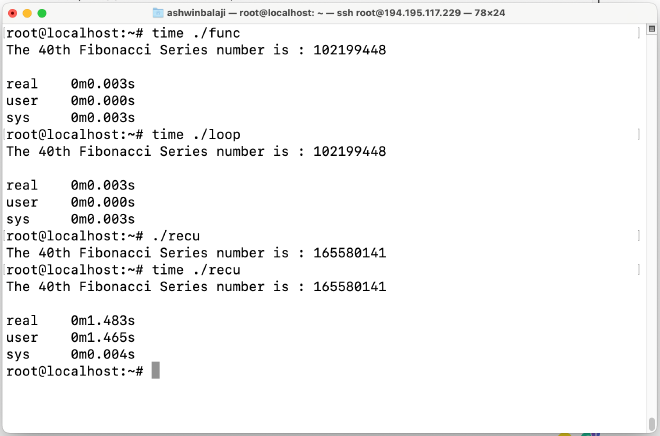 ashwinbalaji — root@localhost: ~ — ssh root@194.195.117.229 — 78×24
root@localhost:~# time ./func
The 40th Fibonacci Series number is : 102199448
real 0m0.003s
user 0m0.000s
sys 0m0.003s
root@localhost:~# time ./loop
The 40th Fibonacci Series number is : 102199448
real 0m0.003s
user 0m0.000s
sys 0m0.003s
root@localhost:~# ./recu
The 40th Fibonacci Series number is : 165580141
root@localhost:~# time ./recu
The 40th Fibonacci Series number is : 165580141
real 0m1.483s
user 0m1.465s
sys 0m0.004s
root@localhost:~#